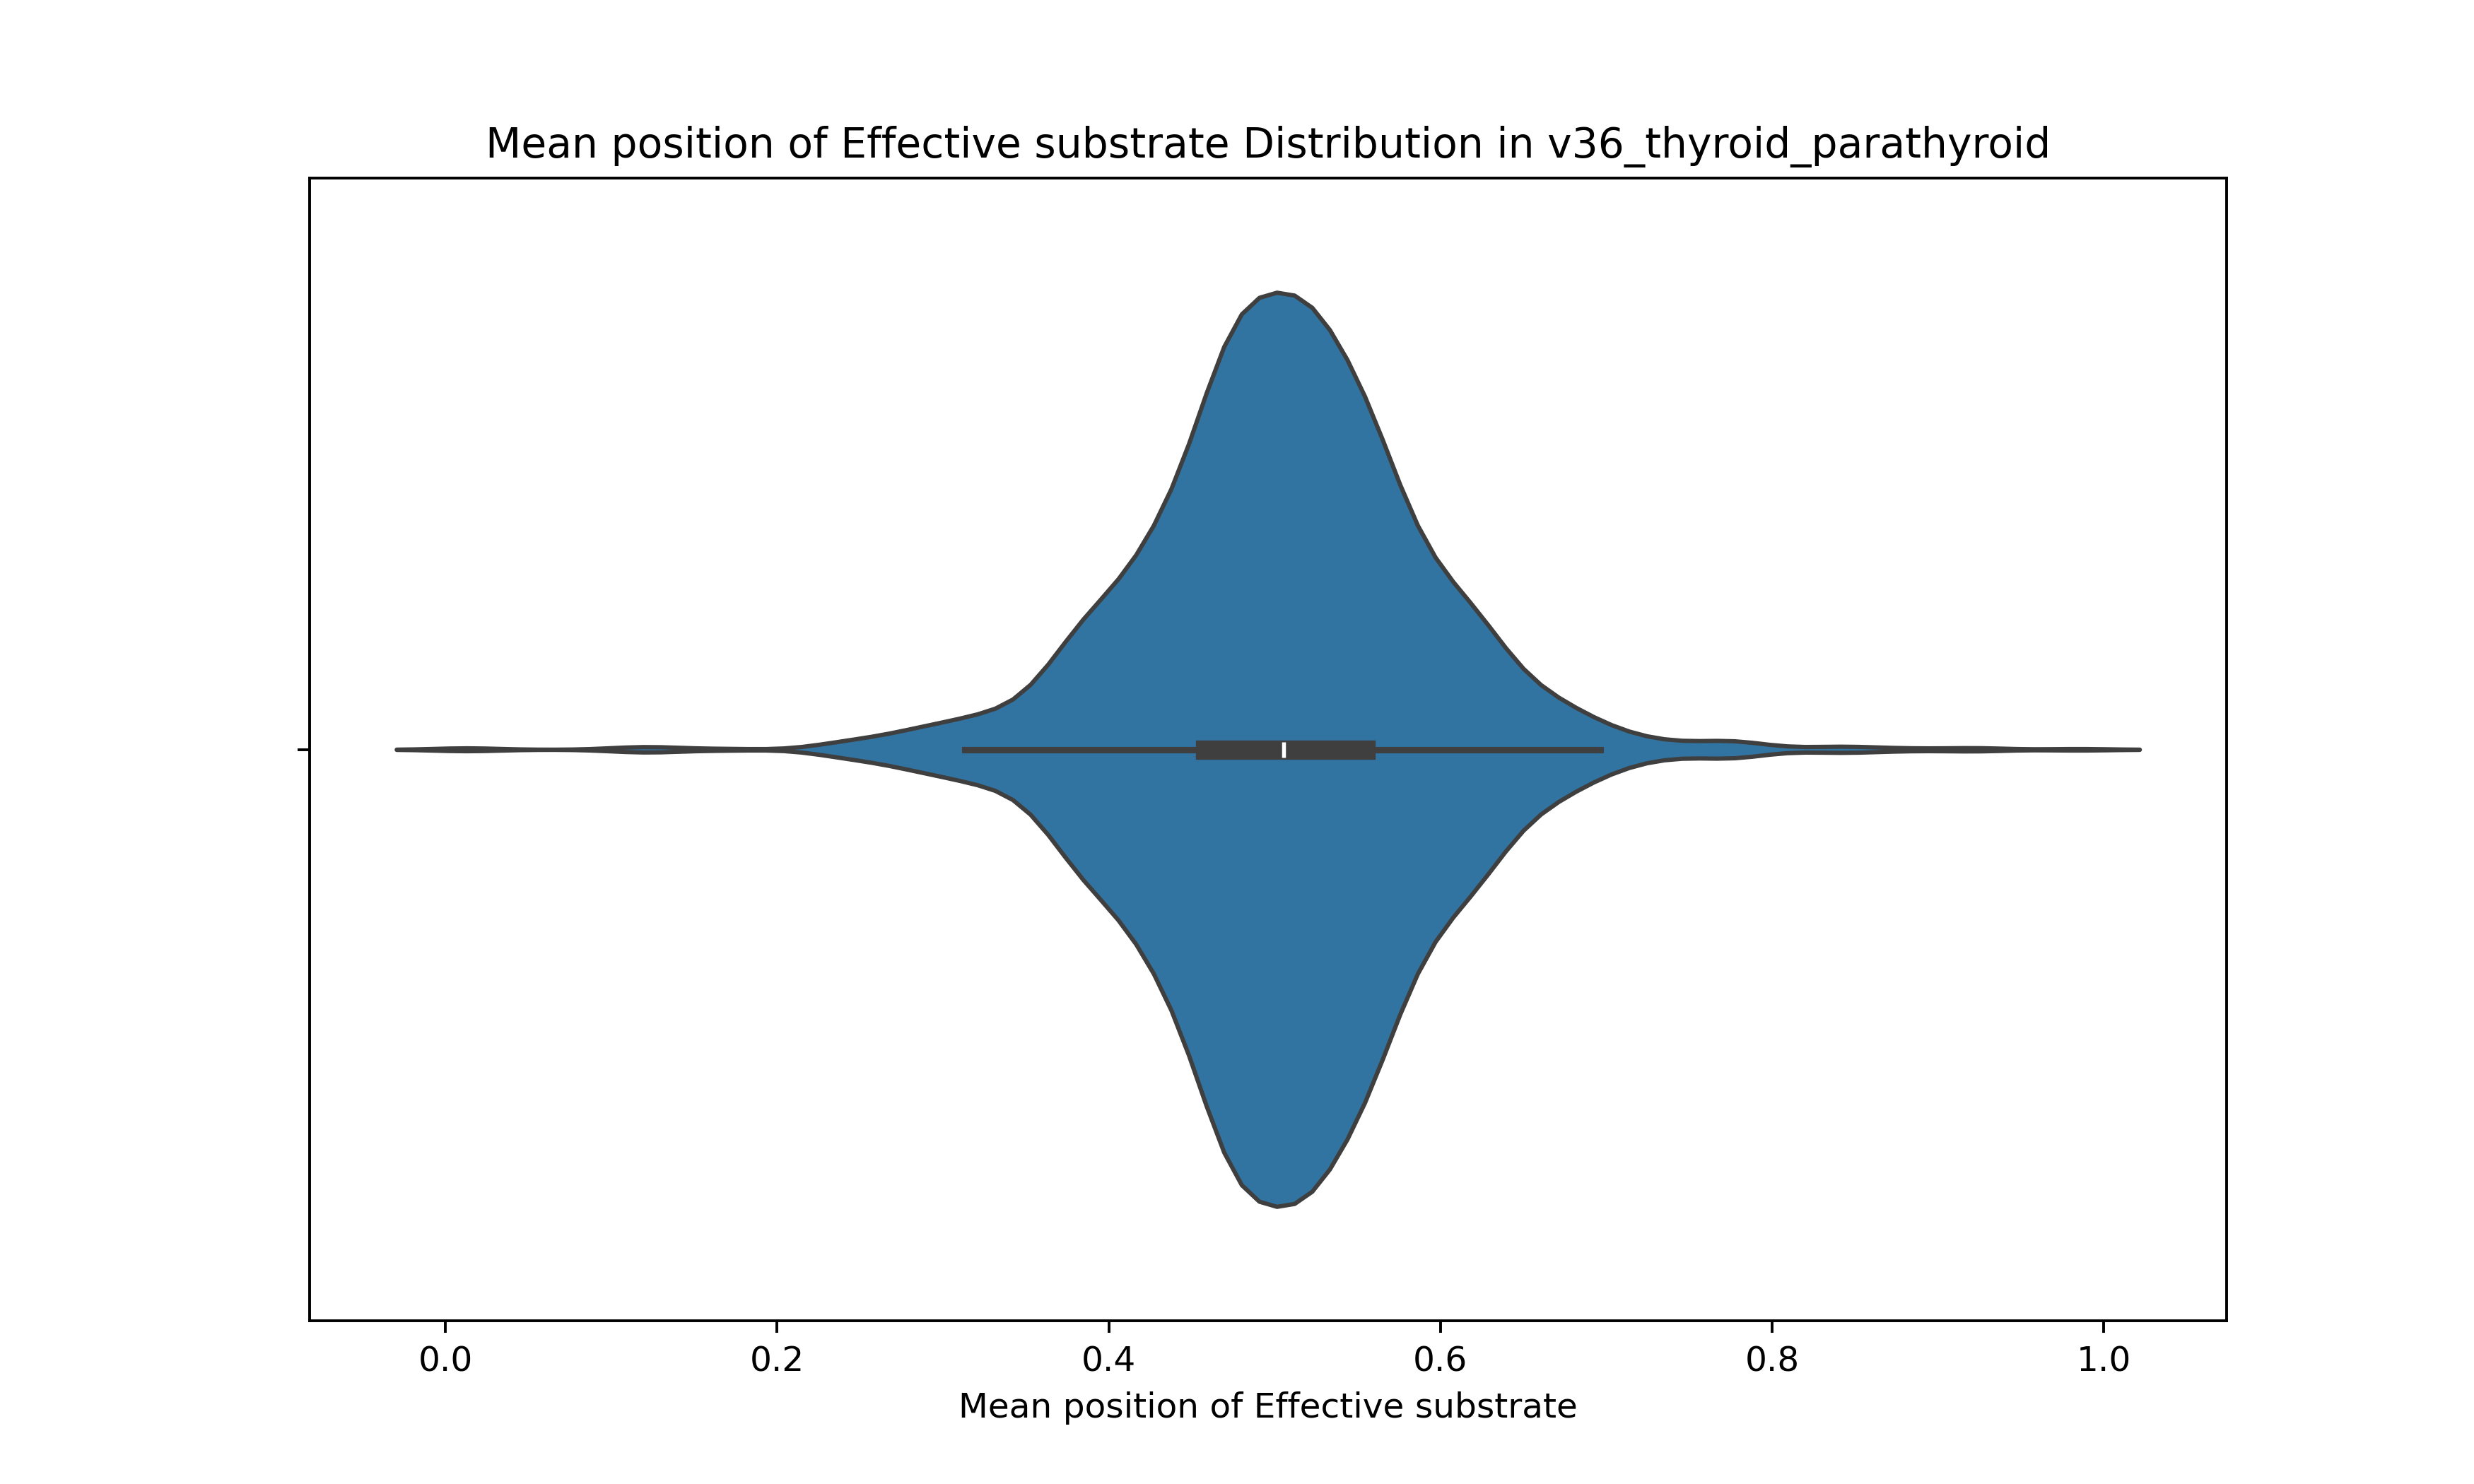 Mean position of Effective substrate Distribution in v36_thyroid_parathyroid
0.0 0.2 0.4 0.6 0.8 1.0
Mean position of Effective substrate